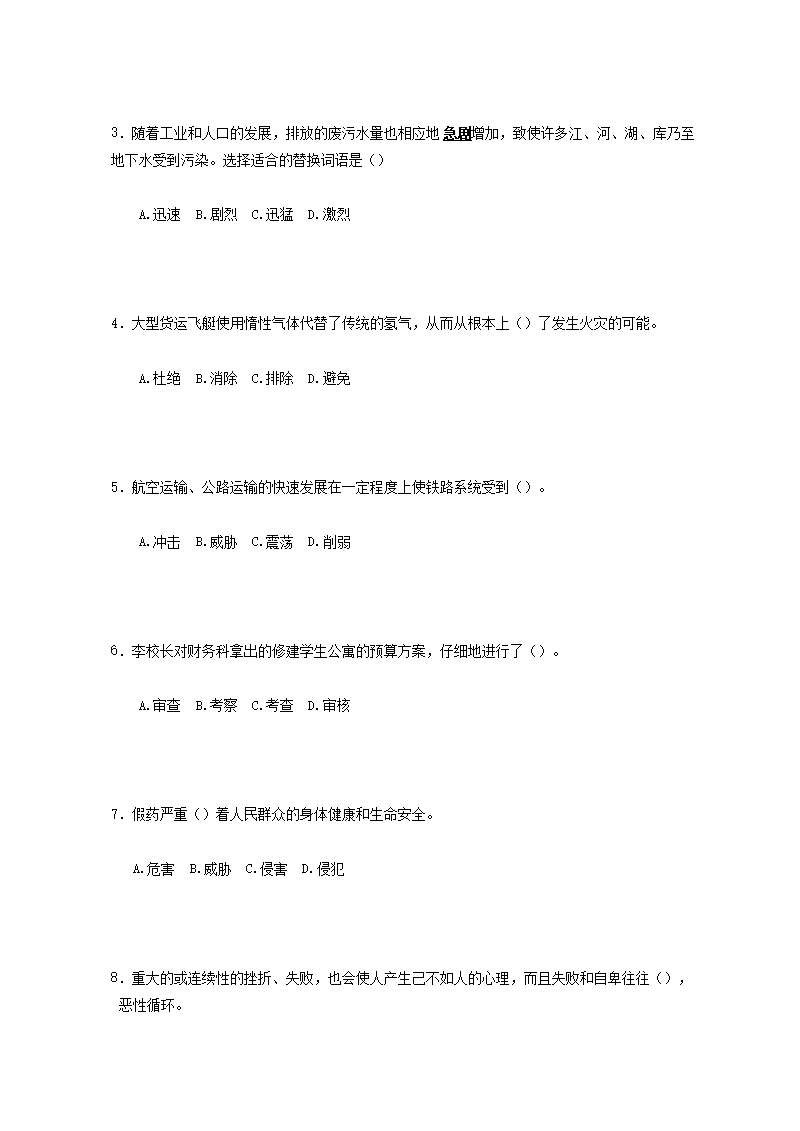 3．随着工业和人口的发展，排放的废污水量也相应地 急剧增加，致使许多江、河、湖、库乃至
地下水受到污染。选择适合的替换词语是（）
A.迅速 B.剧烈 C.迅猛 D.激烈
4．大型货运飞艇使用惰性气体代替了传统的氢气，从而从根本上（）了发生火灾的可能。
A.杜绝 B.消除 C.排除 D.避免
5．航空运输、公路运输的快速发展在一定程度上使铁路系统受到（）。
A.冲击 B.威胁 C.震荡 D.削弱
6．李校长对财务科拿出的修建学生公寓的预算方案，仔细地进行了（）。
A.审查 B.考察 C.考查 D.审核
7．假药严重（）着人民群众的身体健康和生命安全。
A.危害 B.威胁 C.侵害 D.侵犯
8．重大的或连续性的挫折、失败，也会使人产生己不如人的心理，而且失败和自卑往往（），
恶性循环。